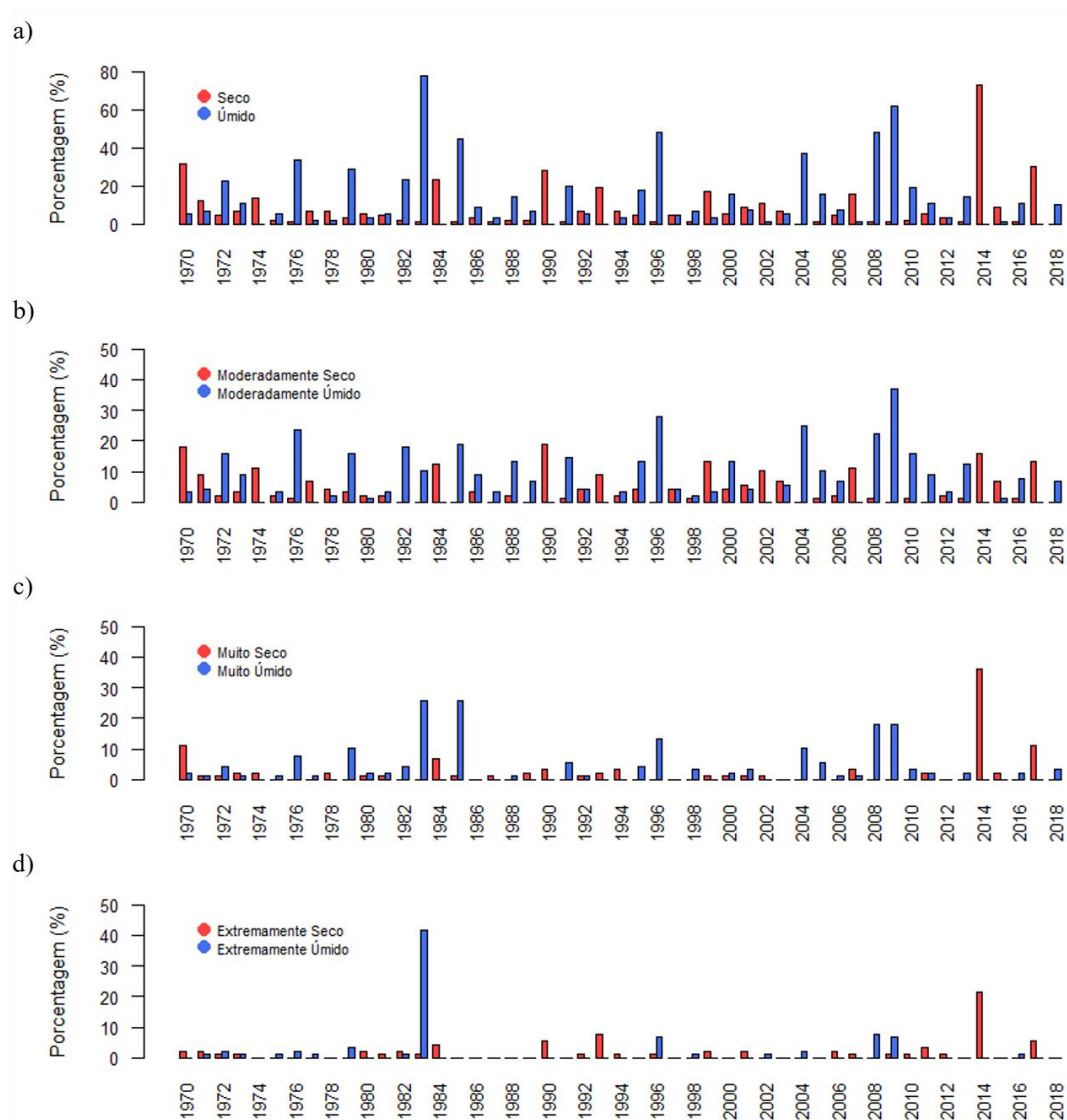 a)
Porcentagem (%)
80
60
40
20
0
Seco
Úmido
1970 1972 1974 1976 1978 1980 1982 1984 1986 1988 1990 1992 1994 1996 1998 2000 2002 2004 2006 2008 2010 2012 2014 2016 2018
b)
Porcentagem (%)
50
40
30
20
10
0
Moderadamente Seco
Moderadamente Úmido
1970 1972 1974 1976 1978 1980 1982 1984 1986 1988 1990 1992 1994 1996 1998 2000 2002 2004 2006 2008 2010 2012 2014 2016 2018
c)
Porcentagem (%)
50
40
30
20
10
0
Muito Seco
Muito Úmido
1970 1972 1974 1976 1978 1980 1982 1984 1986 1988 1990 1992 1994 1996 1998 2000 2002 2004 2006 2008 2010 2012 2014 2016 2018
d)
Porcentagem (%)
50
40
30
20
10
0
Extremamente Seco
Extremamente Úmido
1970 1972 1974 1976 1978 1980 1982 1984 1986 1988 1990 1992 1994 1996 1998 2000 2002 2004 2006 2008 2010 2012 2014 2016 2018